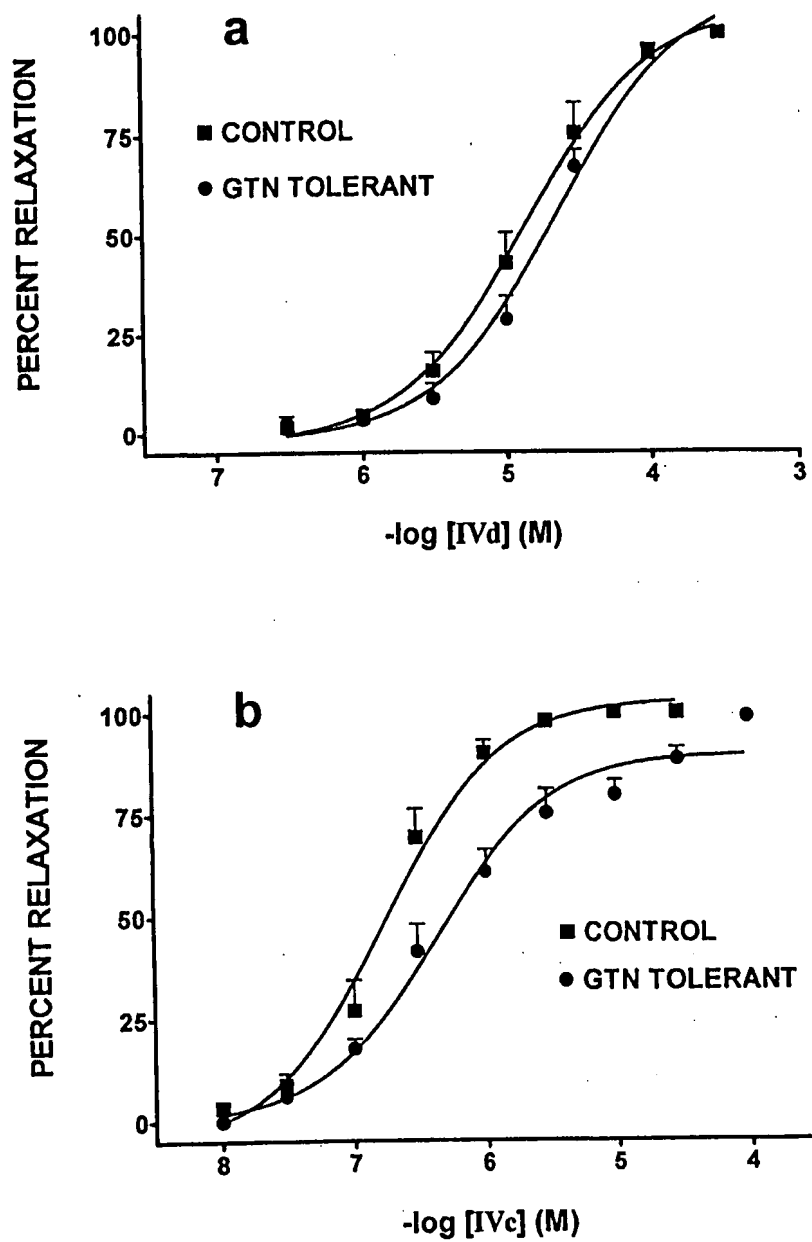 a
100
75
50
25
0
PERCENT RELAXATION
CONTROL
GTN TOLERANT
7 6 5 4 3
-log [IVd] (M)
b
100
75
50
25
0
PERCENT RELAXATION
CONTROL
GTN TOLERANT
8 7 6 5 4
-log [IVc] (M)